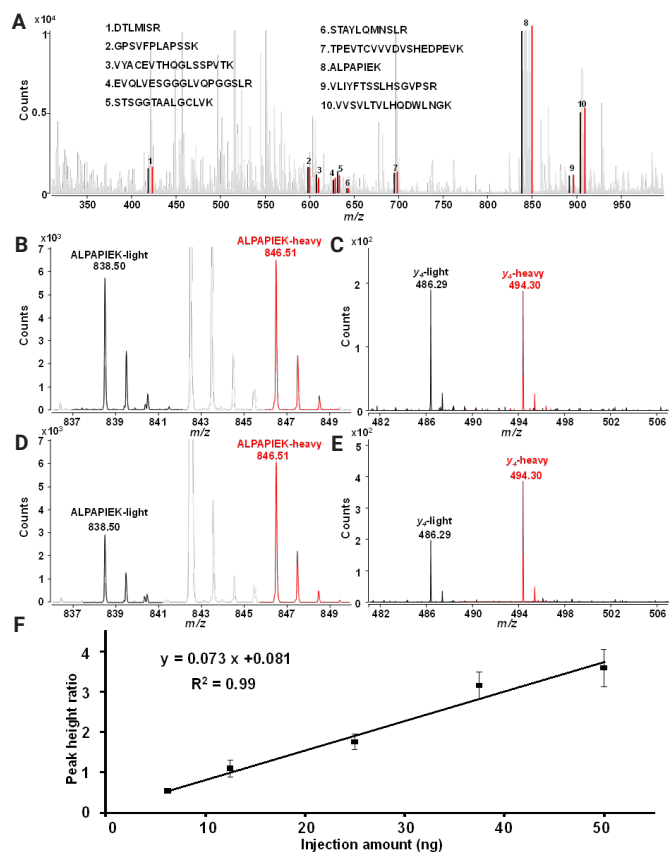 A
x 10⁴
Counts
1
0.5
0
1.DTLMISR
2.GPSVFPLAPSSK
3.VYACEVTHQGLSSPVTK
4.EVQLVESGGGLVQPGGSLR
5.STSGGTAALGCLVK
6.STAYLQMNSLR
7.TPEVTCVVVDVSHEDPEVK
8.ALPAPIEK
9.VLIYFTSSLHSGVPSR
10.VVSVLTVLHQDWLNGK
1 2 3 4 5 6 7 8 9 10
350 400 450 500 550 600 650 700 750 800 850 900 950
m/z
B
×10³
Counts
7
6
5
4
3
2
1
0
ALPAPIEK-light
838.50
ALPAPIEK-heavy
846.51
837 839 841 843 845 847 849
m/z
C
×10²
Counts
2
1
0
y₄-light
486.29
y₄-heavy
494.30
482 486 490 494 498 502 506
m/z
D
×10³
Counts
7
6
5
4
3
2
1
0
ALPAPIEK-light
838.50
ALPAPIEK-heavy
846.51
837 839 841 843 845 847 849
m/z
E
×10²
Counts
5
4
3
2
1
0
y₄-light
486.29
y₄-heavy
494.30
482 486 490 494 498 502 506
m/z
F
Peak height ratio
4
3
2
1
0
y = 0.073 x +0.081
R² = 0.99
0 10 20 30 40 50
Injection amount (ng)